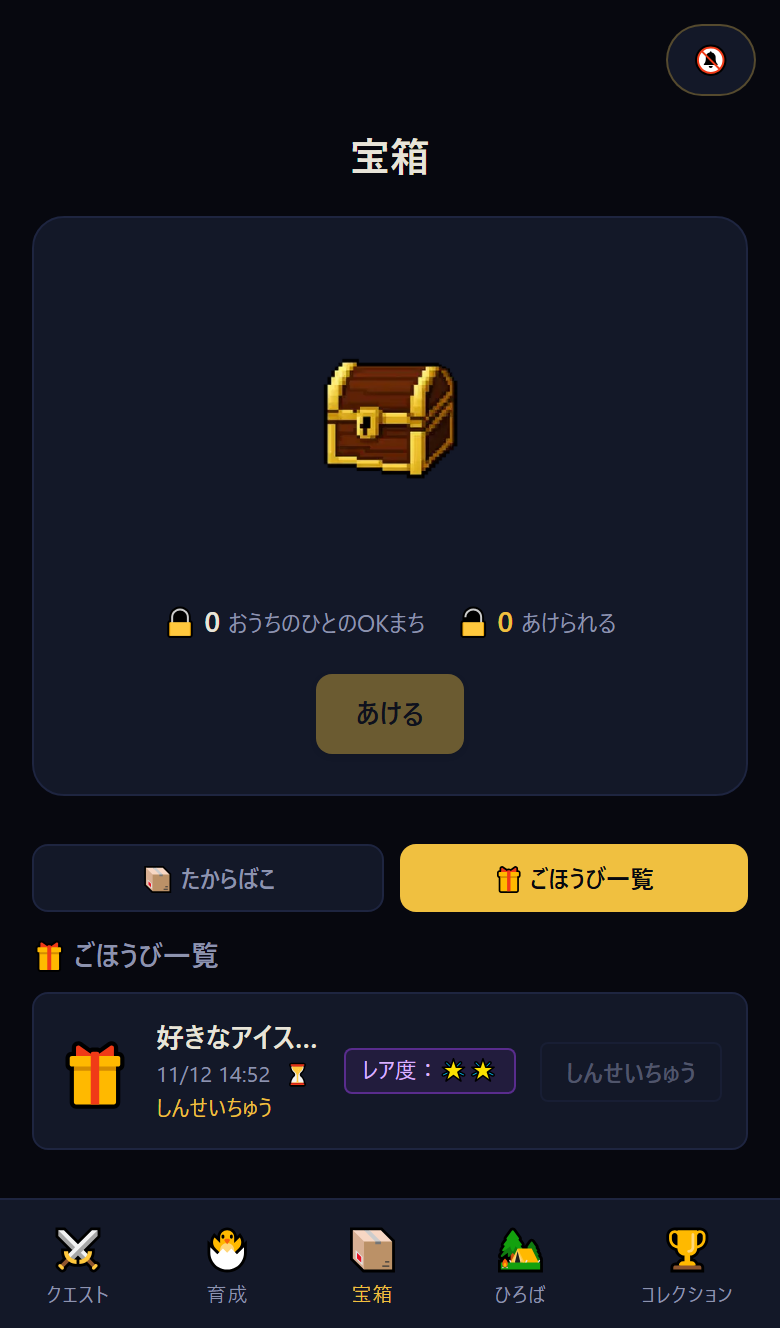 宝箱
0 おうちのひとのOKまち 0 あけられる
あける
たからばこ ごほうび一覧
ごほうび一覧
好きなアイス...
11/12 14:52
しんせいちゅう
レア度：
しんせいちゅう
クエスト 育成 宝箱 ひろば コレクション